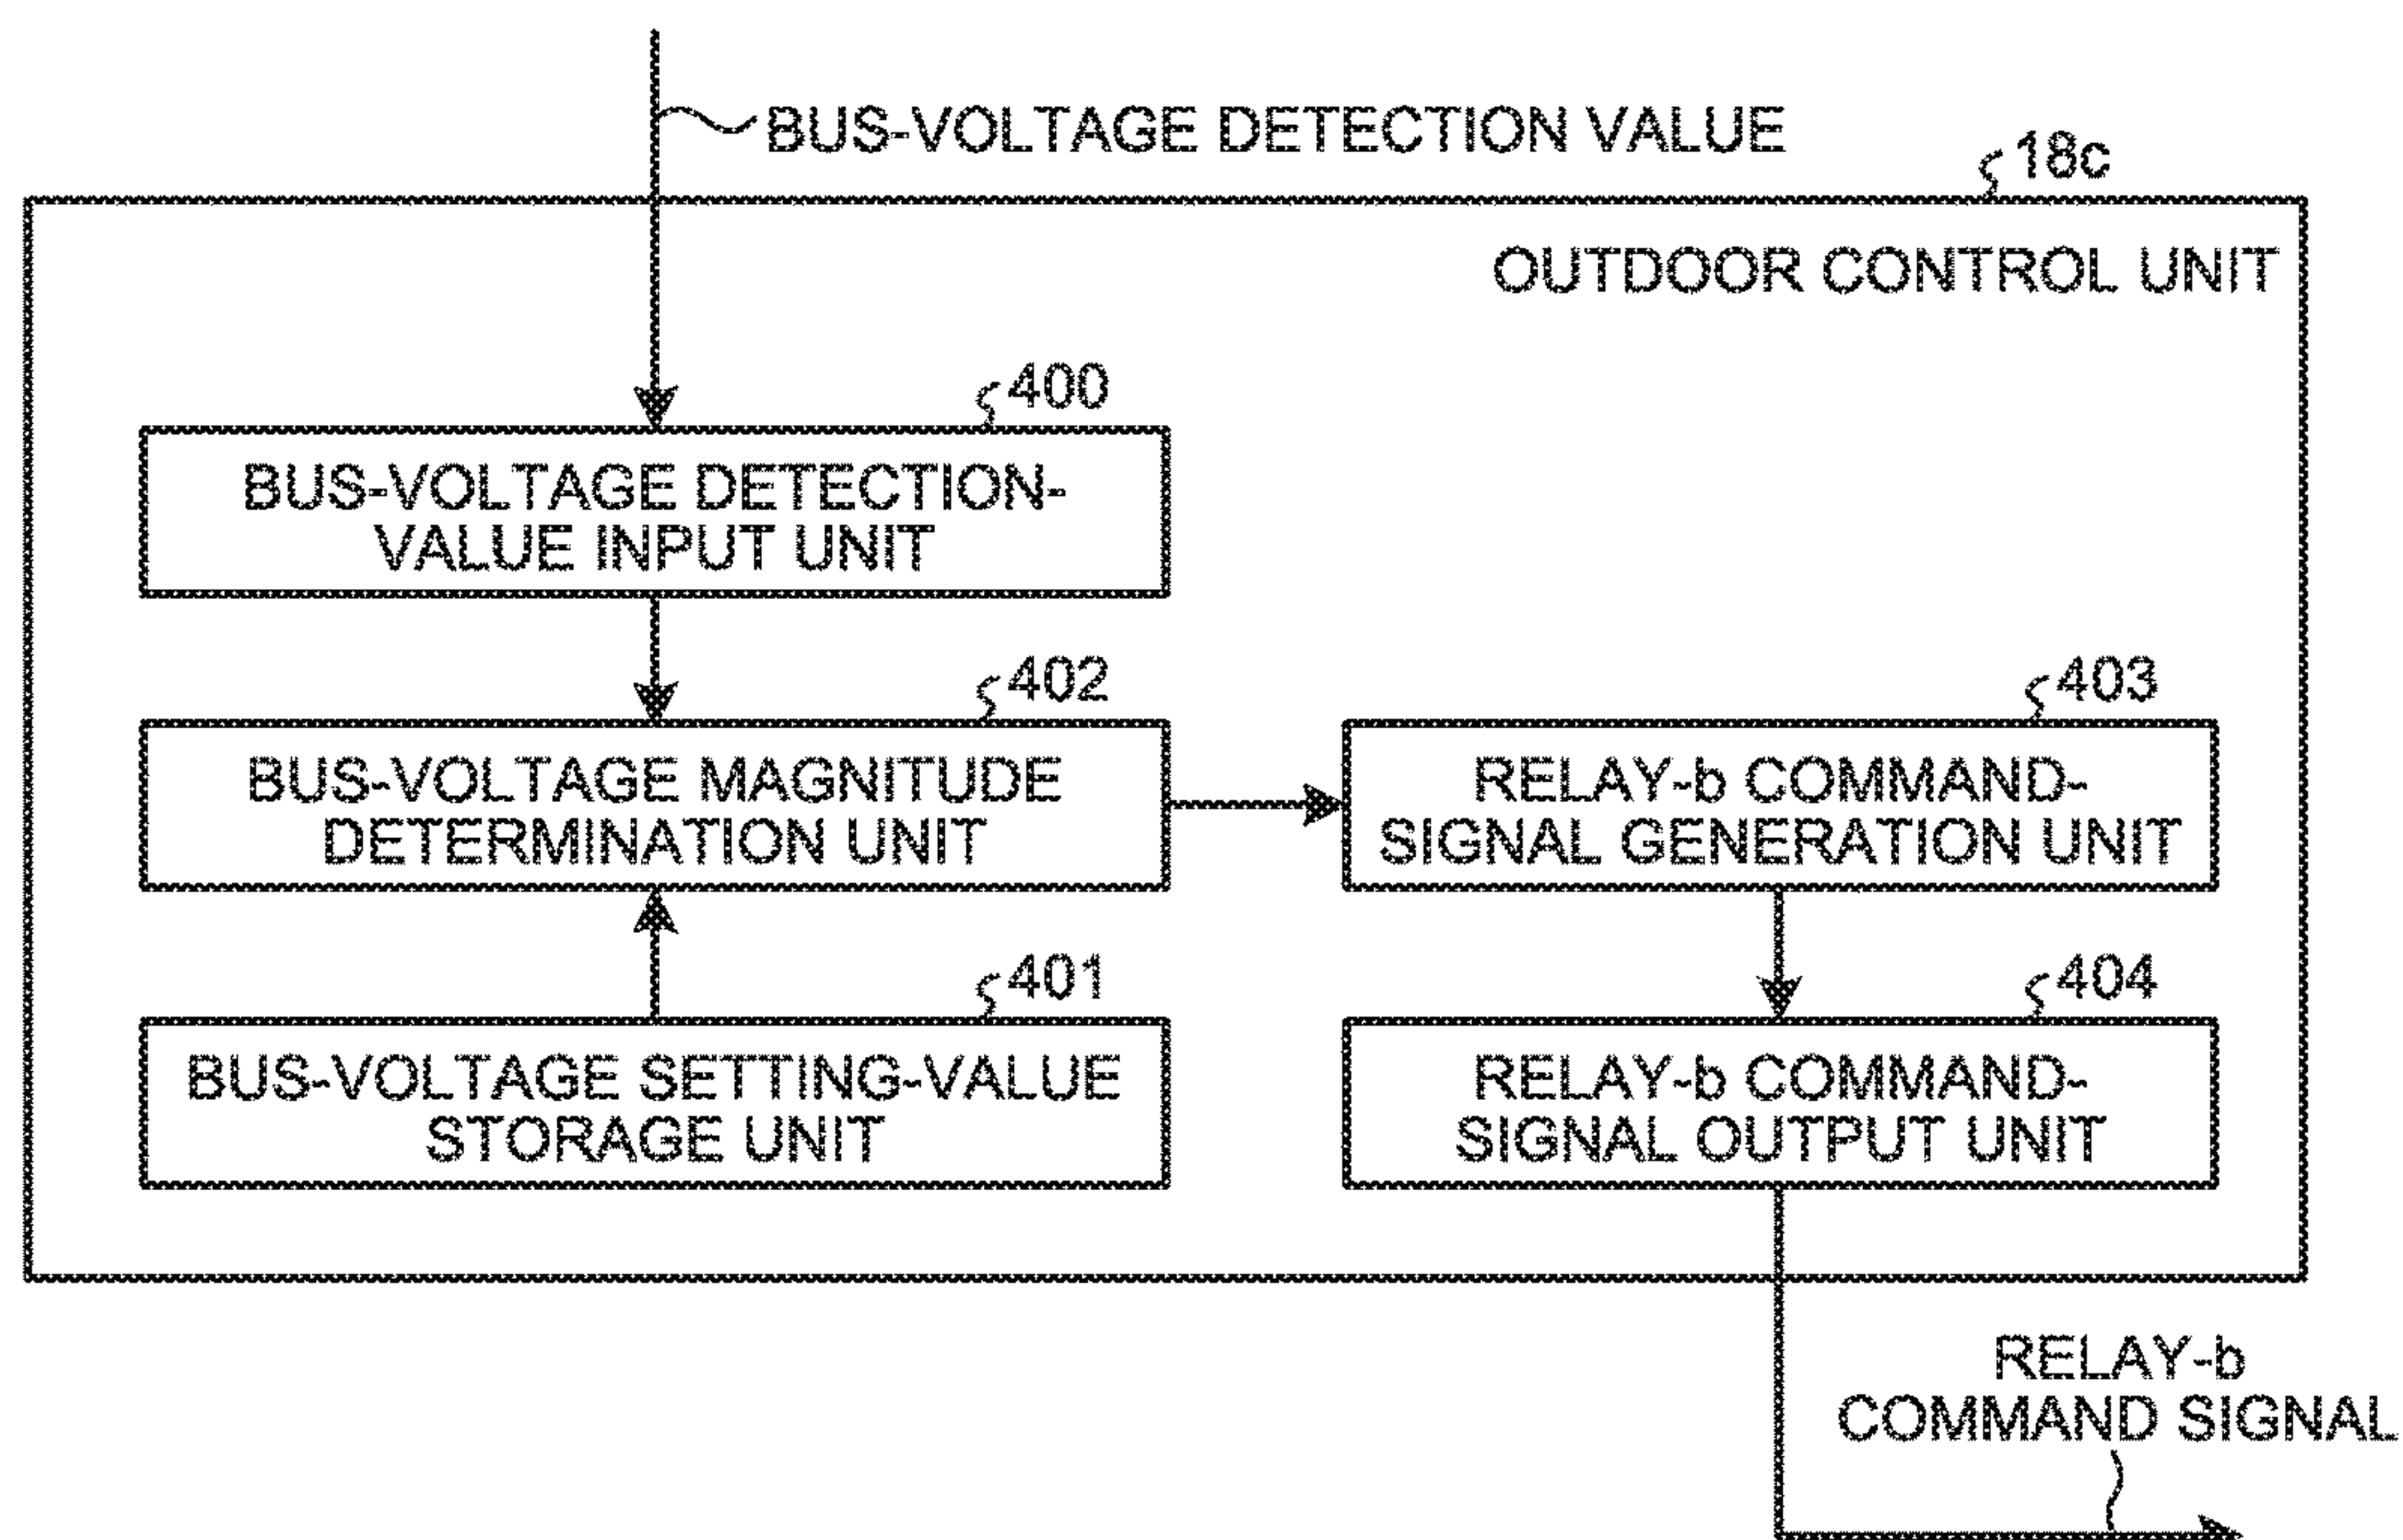 BUS-VOLTAGE DETECTION VALUE
18c
OUTDOOR CONTROL UNIT
400
BUS-VOLTAGE DETECTION-
VALUE INPUT UNIT
402
BUS-VOLTAGE MAGNITUDE
DETERMINATION UNIT
403
RELAY-b COMMAND-
SIGNAL GENERATION UNIT
401
BUS-VOLTAGE SETTING-VALUE
STORAGE UNIT
404
RELAY-b COMMAND-
SIGNAL OUTPUT UNIT
RELAY-b
COMMAND SIGNAL